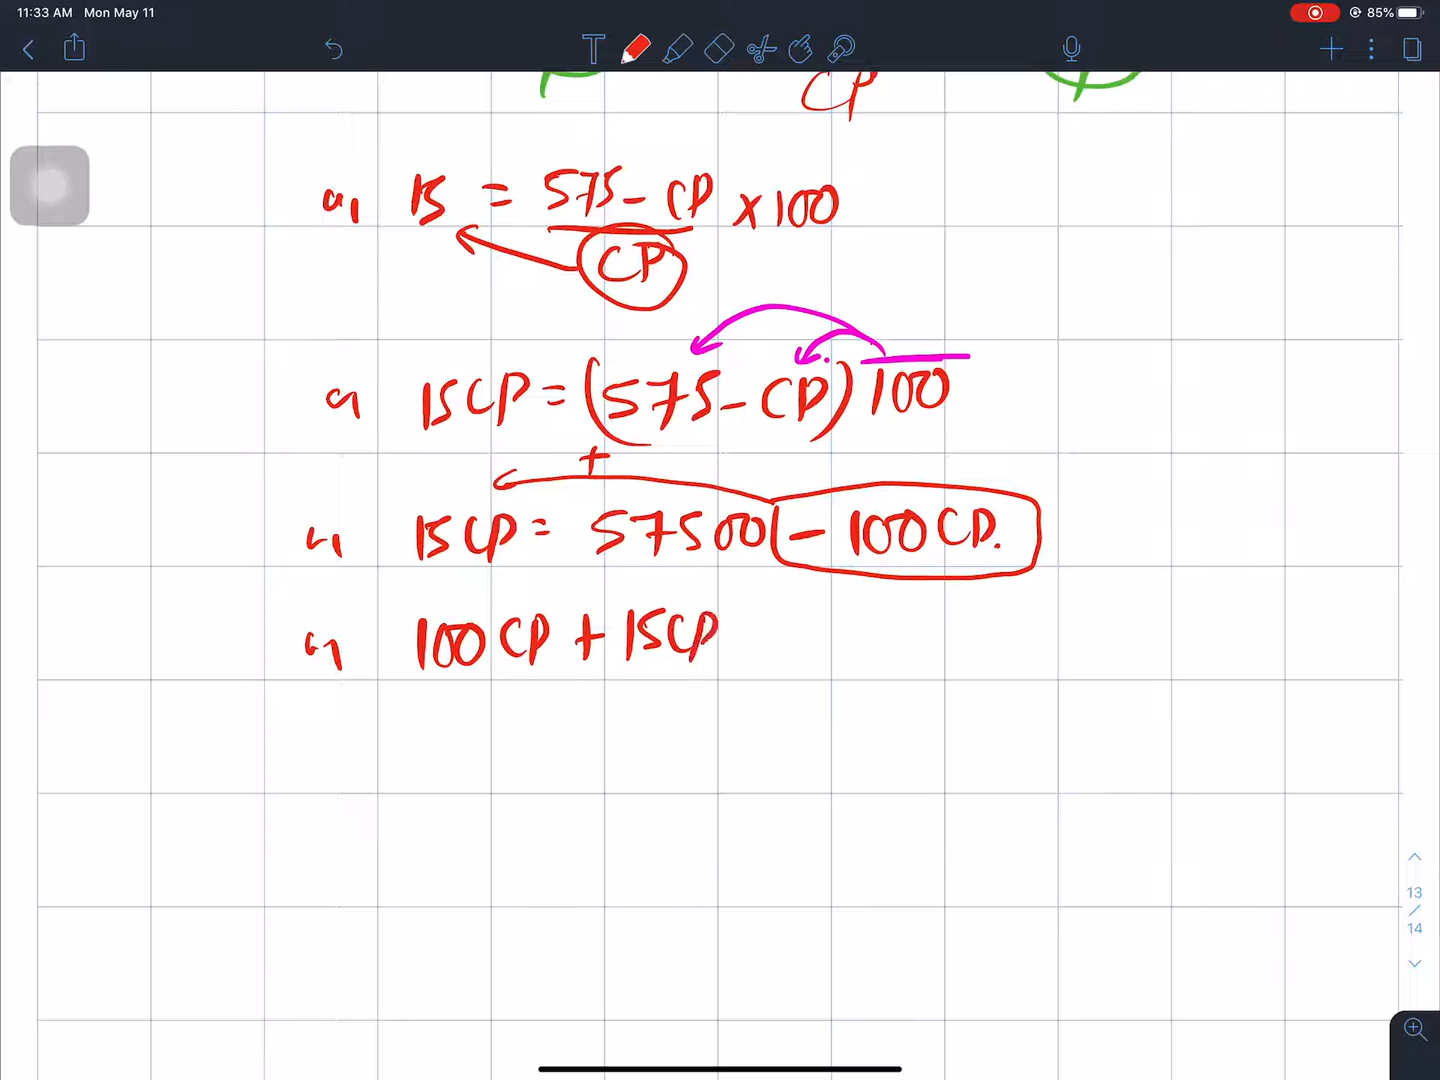 11:33 AM Mon May 11
85%
T
CP
15 = 575 - CP × 100
CP
15CP = (575 - CP) 100
+
15CP = 57500 - 100CP.
100CP + 15CP
13
/
14